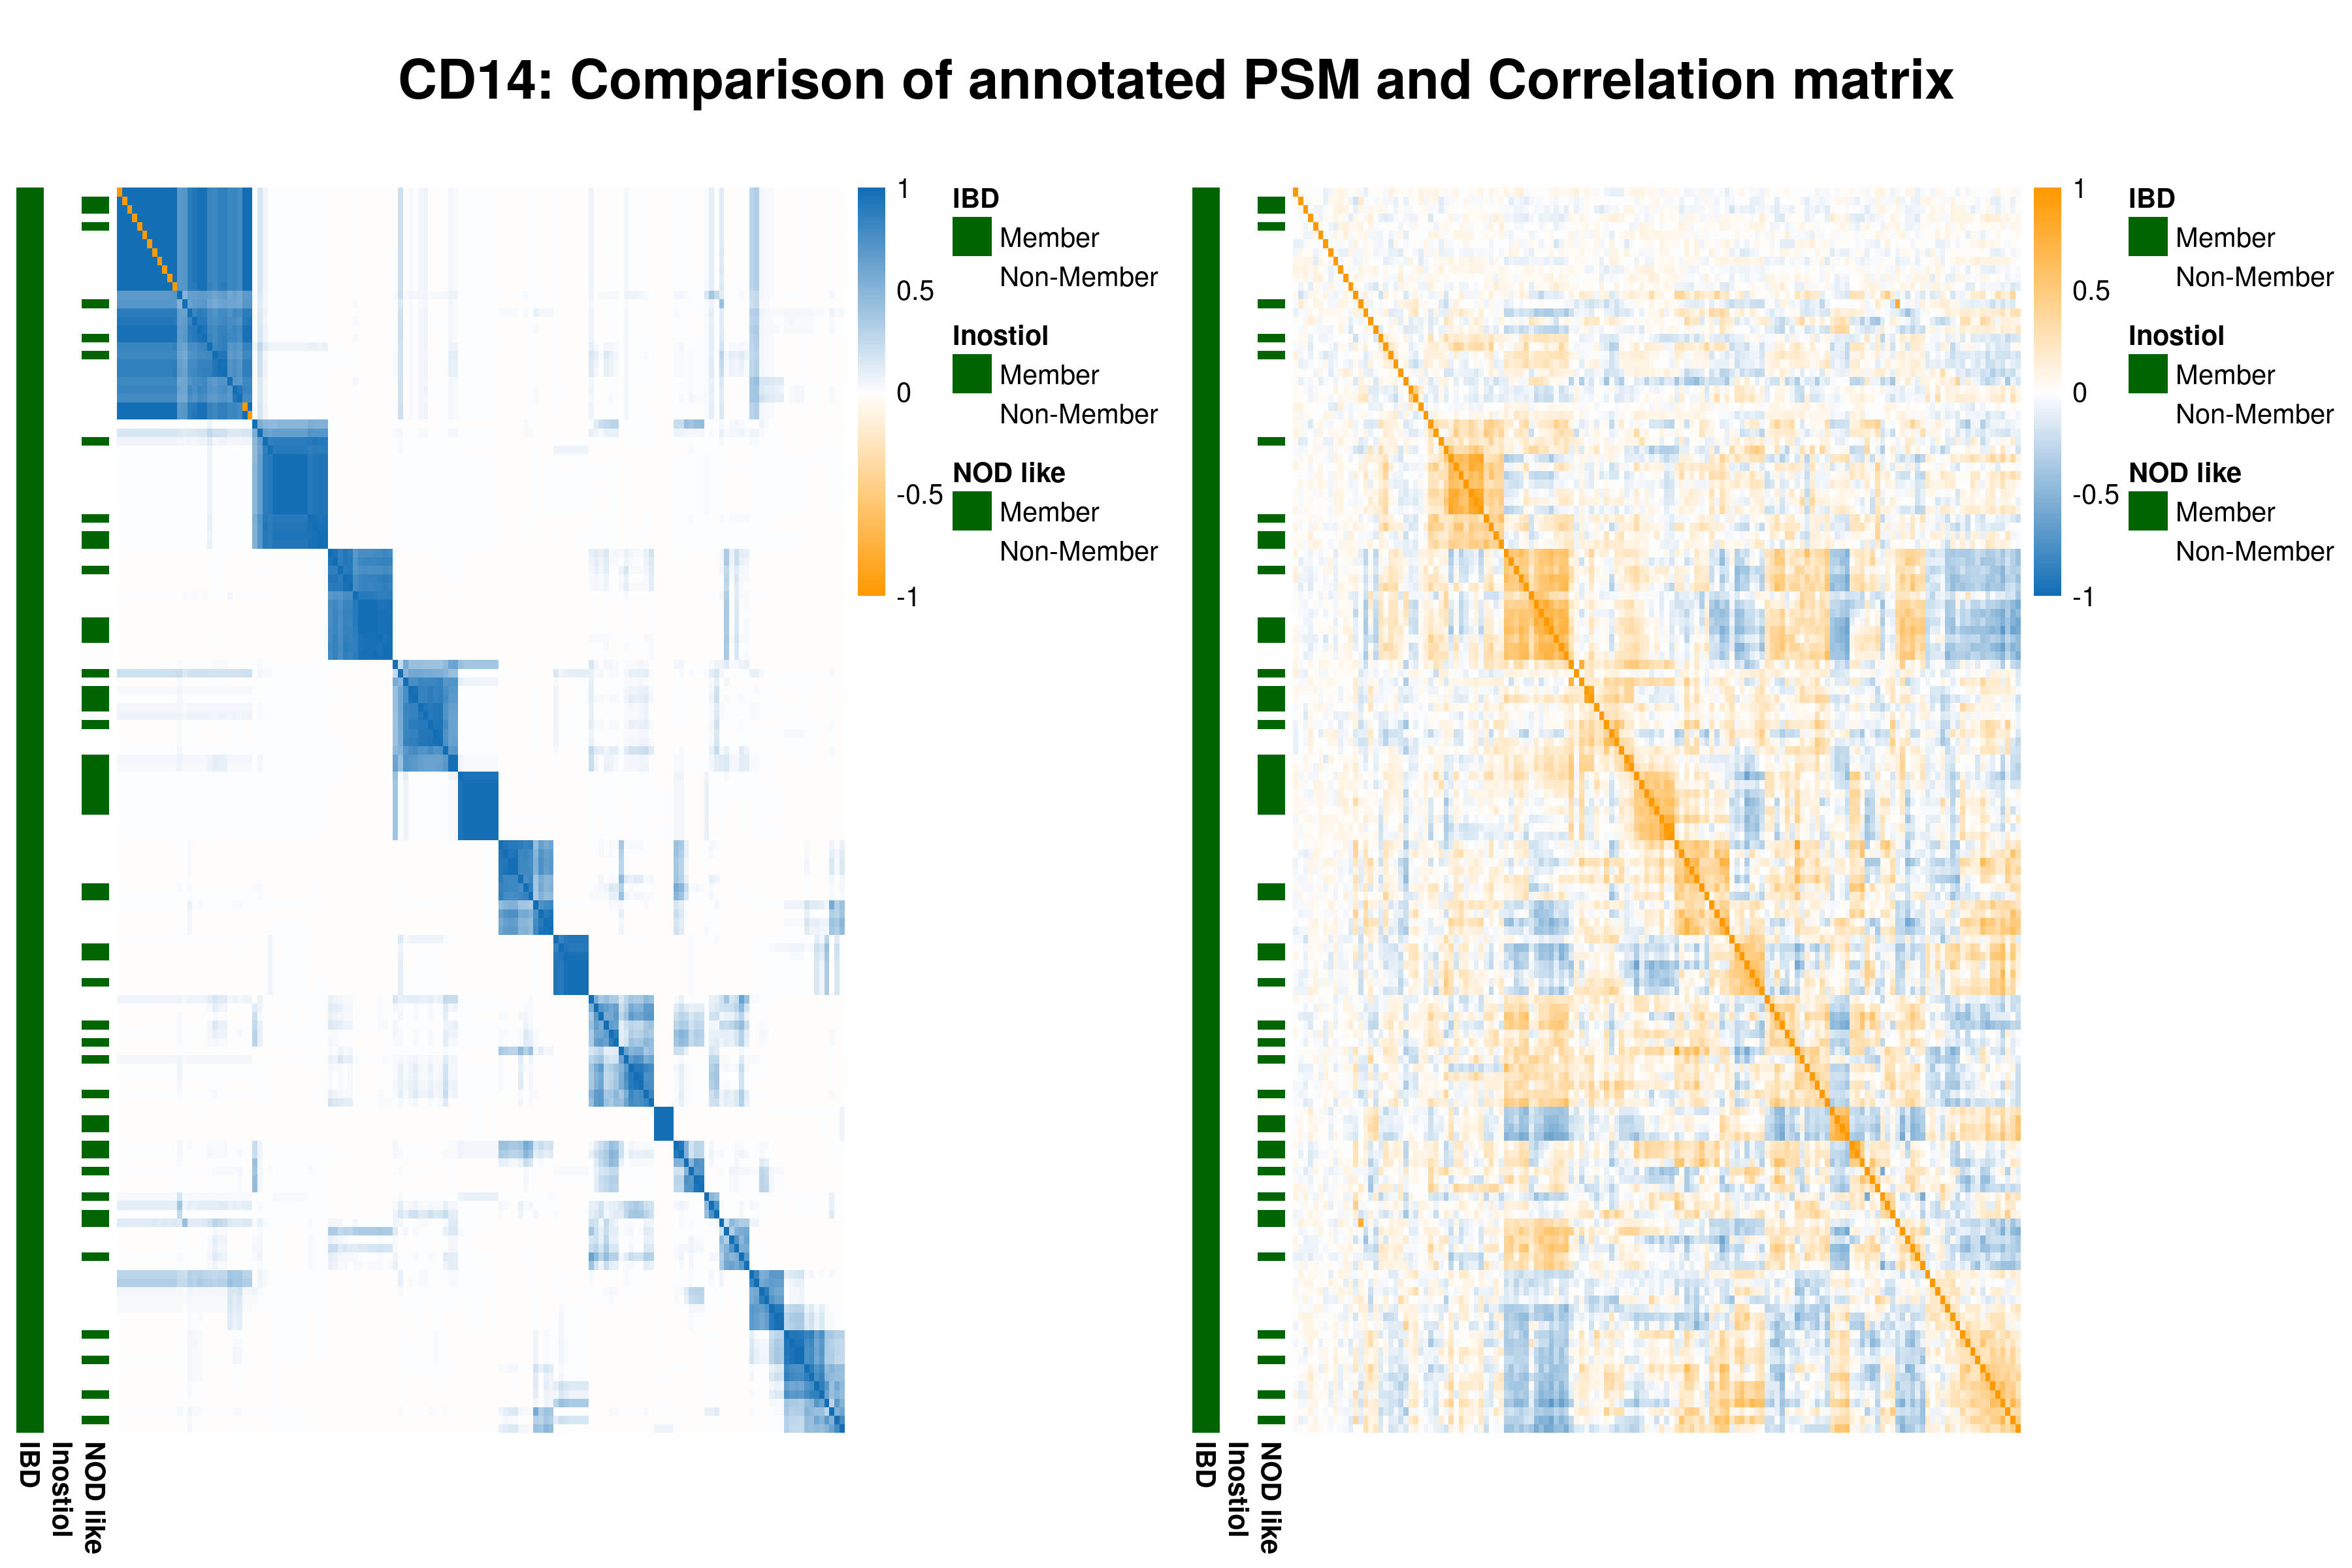 CD14: Comparison of annotated PSM and Correlation matrix
1
0.5
0
-0.5
-1
IBD
Member
Non-Member
Inostiol
Member
Non-Member
NOD like
Member
Non-Member
IBD
Inostiol
NOD like
1
0.5
0
-0.5
-1
IBD
Member
Non-Member
Inostiol
Member
Non-Member
NOD like
Member
Non-Member
IBD
Inostiol
NOD like